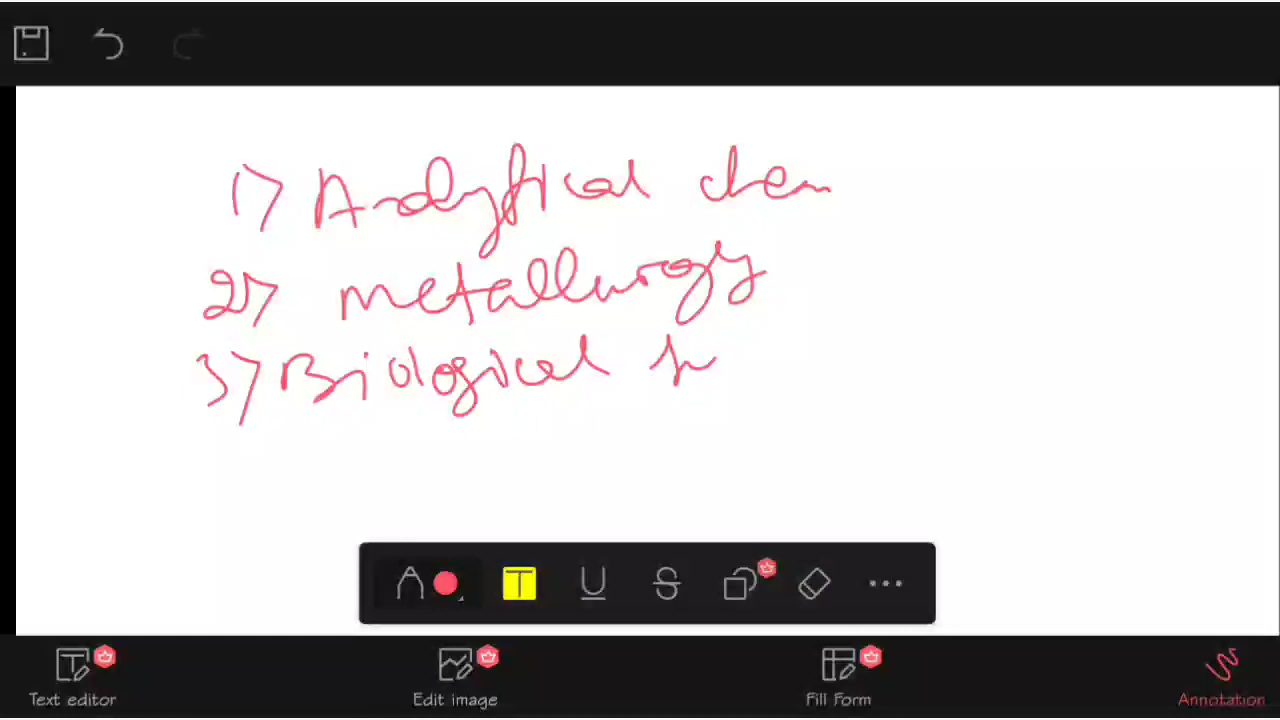 1) Analytical chem
2) metallurgy
3) Biological
Text editor
Edit image
Fill Form
Annotation